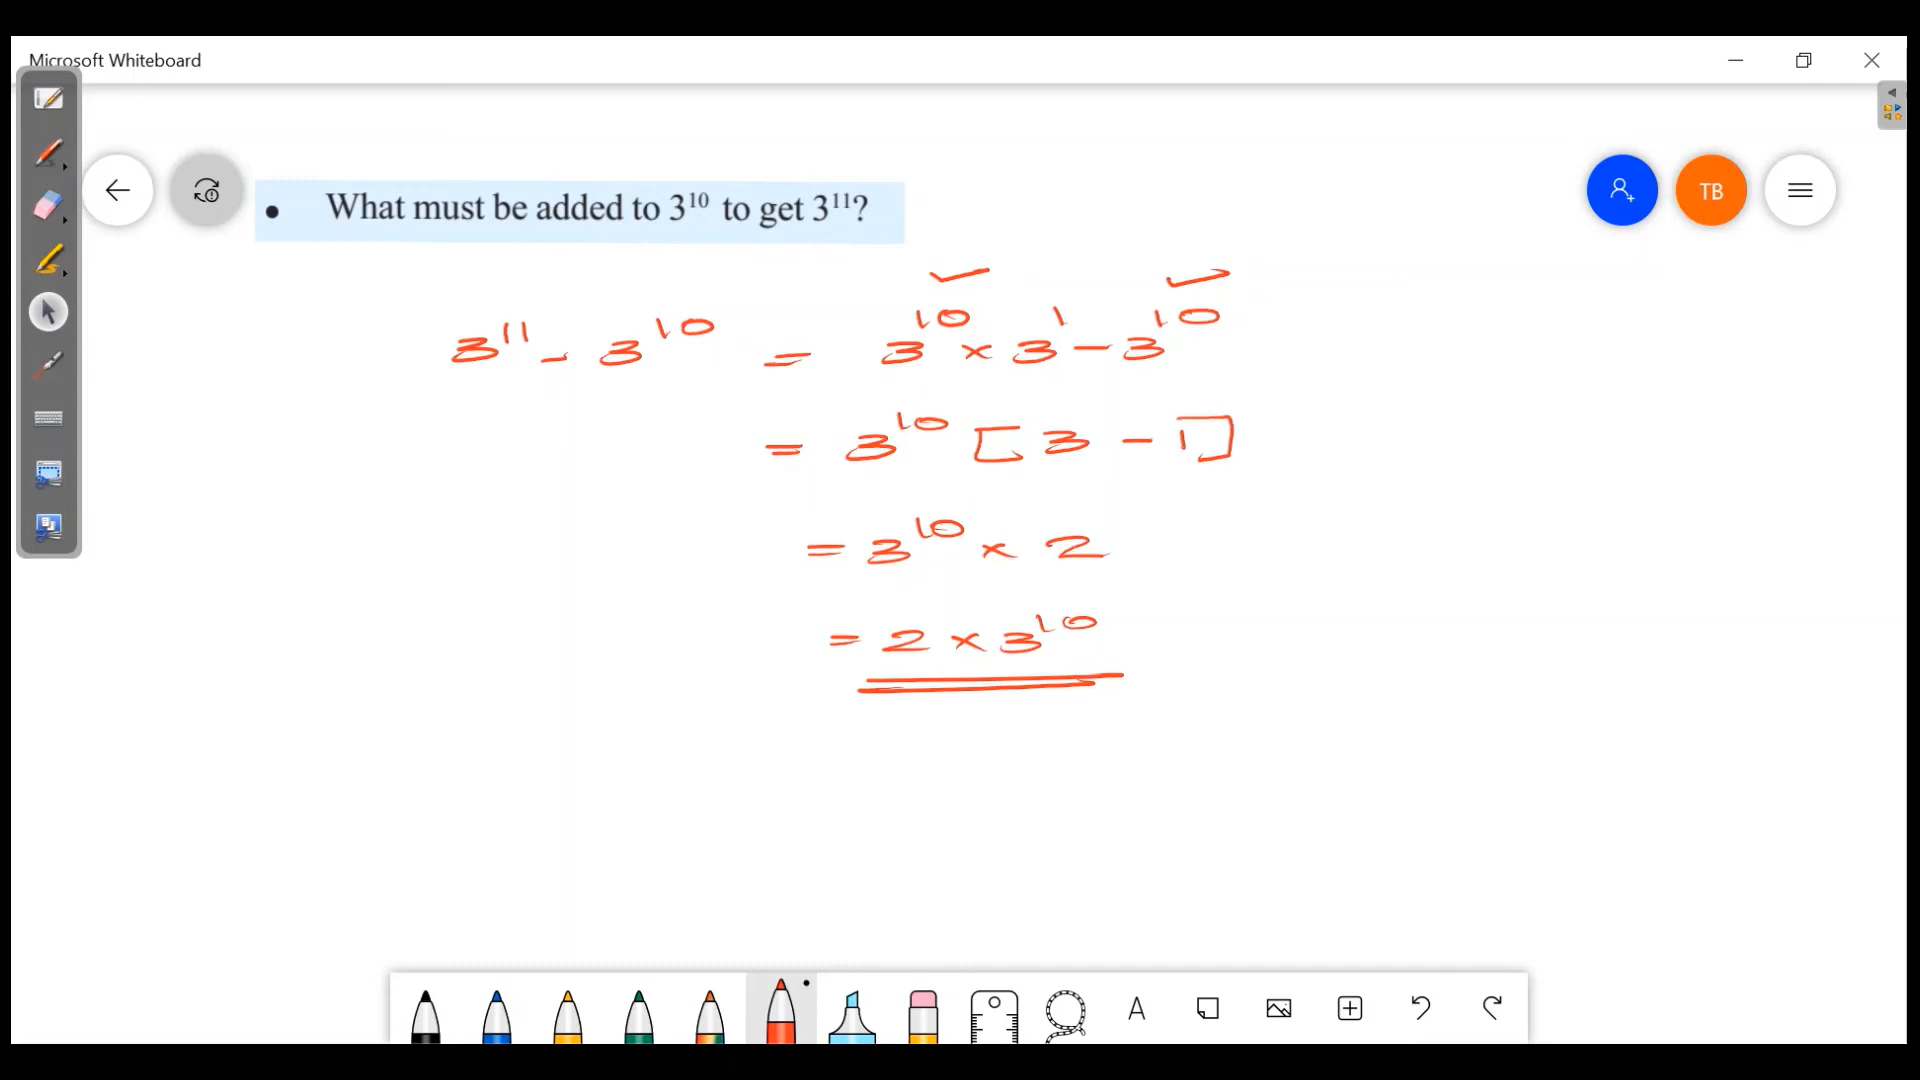 Microsoft Whiteboard
TB
• What must be added to 3¹⁰ to get 3¹¹?
3¹¹ - 3¹⁰ = 3¹⁰ × 3¹ - 3¹⁰
= 3¹⁰ [ 3 - 1 ]
= 3¹⁰ × 2
= 2 × 3¹⁰
A